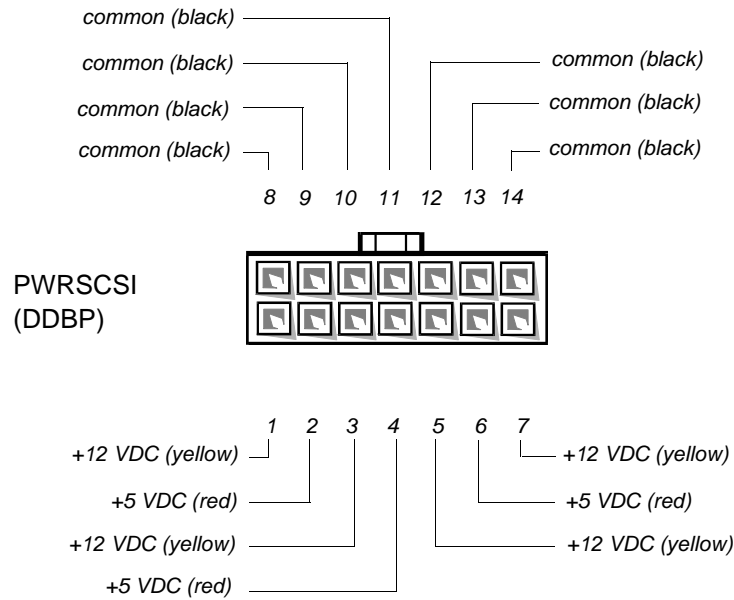 common (black)
common (black)
common (black)
common (black)
common (black)
common (black)
common (black)
8 9 10 11 12 13 14
PWRSCSI
(DDBP)
1 2 3 4 5 6 7
+12 VDC (yellow)
+12 VDC (yellow)
+5 VDC (red)
+5 VDC (red)
+12 VDC (yellow)
+12 VDC (yellow)
+5 VDC (red)